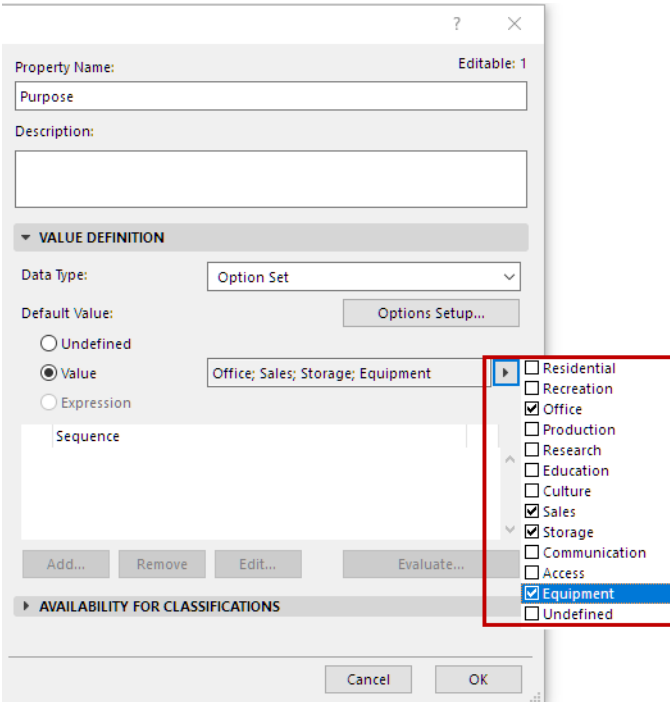 ?
Property Name:
Editable: 1
Purpose
Description:
VALUE DEFINITION
Data Type:
Option Set
Default Value:
Options Setup...
Undefined
Value
Office; Sales; Storage; Equipment
Expression
Sequence
Residential
Recreation
Office
Production
Research
Education
Culture
Sales
Storage
Communication
Access
Equipment
Undefined
Add...
Remove
Edit...
Evaluate...
AVAILABILITY FOR CLASSIFICATIONS
Cancel
OK